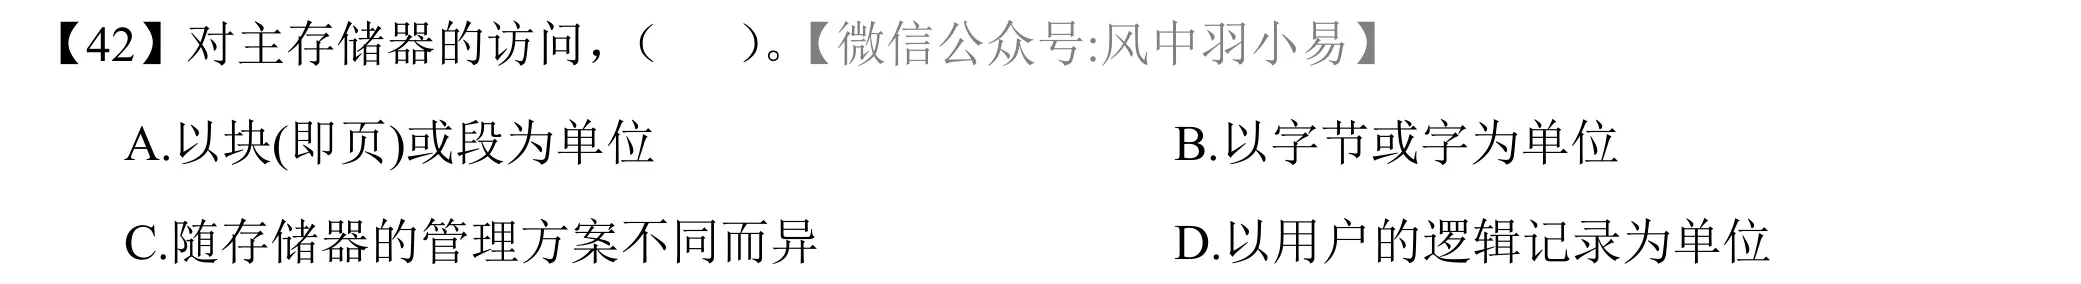 【42】对主存储器的访问，（　　）。【微信公众号:风中羽小易】
A.以块(即页)或段为单位　　B.以字节或字为单位
C.随存储器的管理方案不同而异　　D.以用户的逻辑记录为单位